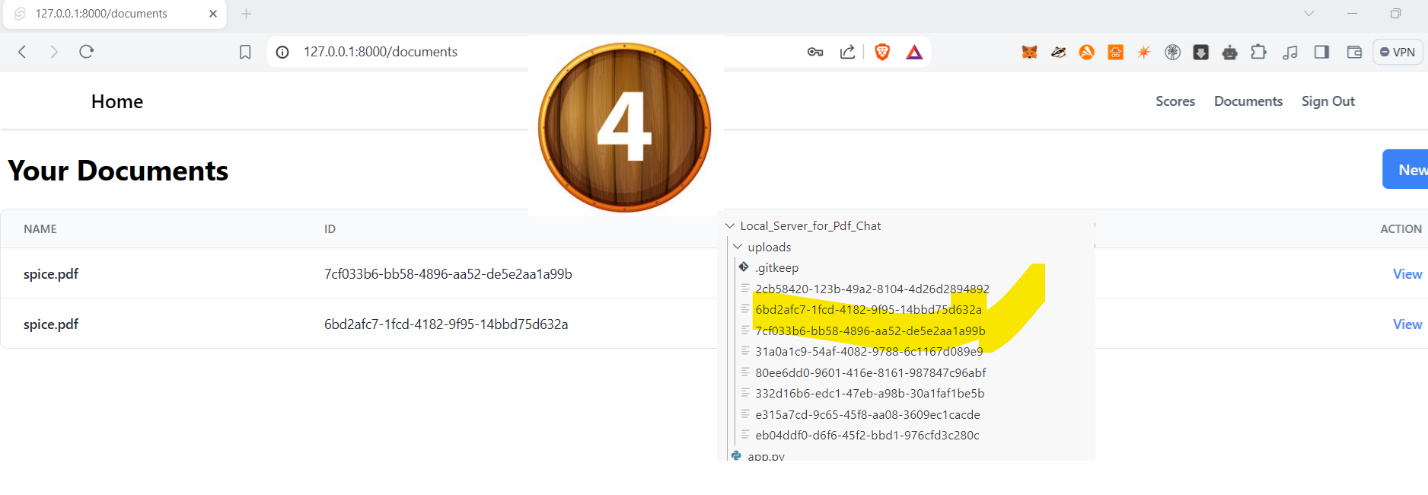 127.0.0.1:8000/documents
127.0.0.1:8000/documents
VPN
4
Home
Scores Documents Sign Out
Your Documents
New
NAME ID ACTION
spice.pdf 7cf033b6-bb58-4896-aa52-de5e2aa1a99b View
spice.pdf 6bd2afc7-1fcd-4182-9f95-14bbd75d632a View
Local_Server_for_Pdf_Chat
uploads
.gitkeep
2cb58420-123b-49a2-8104-4d26d2894892
6bd2afc7-1fcd-4182-9f95-14bbd75d632a
7cf033b6-bb58-4896-aa52-de5e2aa1a99b
31a0a1c9-54af-4082-9788-6c1167d089e9
80ee6dd0-9601-416e-8161-987847c96abf
332d16b6-edc1-47eb-a98b-30a1faf1be5b
e315a7cd-9c65-45f8-aa08-3609ec1cacde
eb04ddf0-d6f6-45f2-bbd1-976cfd3c280c
app.py